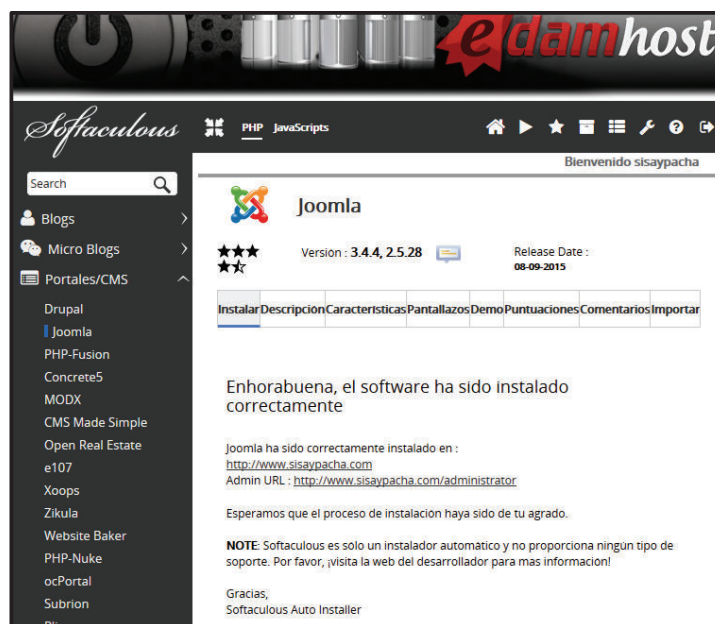 edamhost
Softaculous
PHP JavaScripts
Bienvenido sisaypacha
Search
Blogs
Micro Blogs
Portales/CMS
Drupal
Joomla
PHP-Fusion
Concrete5
MODX
CMS Made Simple
Open Real Estate
e107
Xoops
Zikula
Website Baker
PHP-Nuke
ocPortal
Subrion
Joomla
Version : 3.4.4, 2.5.28
Release Date :
08-09-2015
Instalar Descripción Características Pantallazos Demo Puntuaciones Comentarios Importar
Enhorabuena, el software ha sido instalado
correctamente
Joomla ha sido correctamente instalado en :
http://www.sisaypacha.com
Admin URL : http://www.sisaypacha.com/administrator
Esperamos que el proceso de instalación haya sido de tu agrado.
NOTE: Softaculous es sólo un instalador automático y no proporciona ningún tipo de
soporte. Por favor, ¡visita la web del desarrollador para mas información!
Gracias,
Softaculous Auto Installer